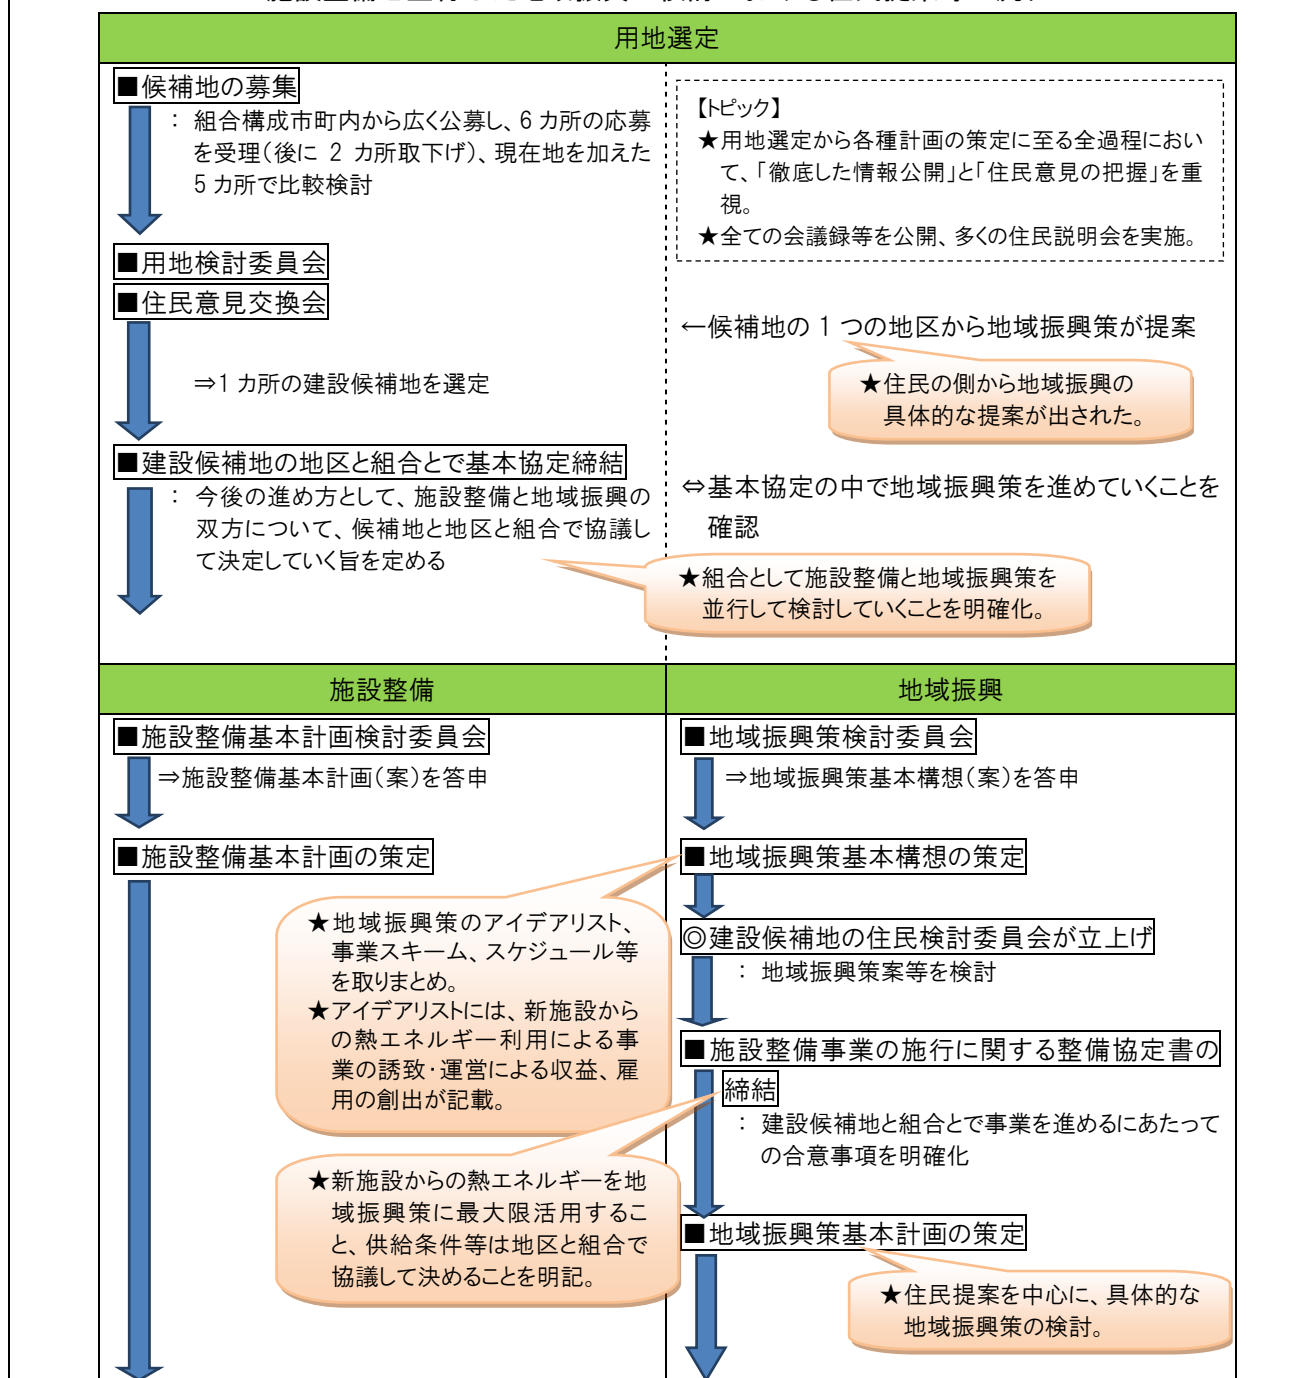 用地選定
■候補地の募集
： 組合構成市町内から広く公募し、6 カ所の応募
を受理（後に 2 カ所取下げ）、現在地を加えた
5 カ所で比較検討
■用地検討委員会
■住民意見交換会
⇒1 カ所の建設候補地を選定
■建設候補地の地区と組合とで基本協定締結
： 今後の進め方として、施設整備と地域振興の
双方について、候補地と地区と組合で協議し
て決定していく旨を定める
【トピック】
★用地選定から各種計画の策定に至る全過程におい
て、「徹底した情報公開」と「住民意見の把握」を重
視。
★全ての会議録等を公開、多くの住民説明会を実施。
←候補地の 1 つの地区から地域振興策が提案
★住民の側から地域振興の
具体的な提案が出された。
⇔基本協定の中で地域振興策を進めていくことを
確認
★組合として施設整備と地域振興策を
並行して検討していくことを明確化。
施設整備
■施設整備基本計画検討委員会
⇒施設整備基本計画（案）を答申
■施設整備基本計画の策定
地域振興
■地域振興策検討委員会
⇒地域振興策基本構想（案）を答申
■地域振興策基本構想の策定
★地域振興策のアイデアリスト、
事業スキーム、スケジュール等
を取りまとめ。
★アイデアリストには、新施設から
の熱エネルギー利用による事
業の誘致・運営による収益、雇
用の創出が記載。
◎建設候補地の住民検討委員会が立上げ
： 地域振興策案等を検討
■施設整備事業の施行に関する整備協定書の
締結
： 建設候補地と組合とで事業を進めるにあたって
の合意事項を明確化
★新施設からの熱エネルギーを地
域振興策に最大限活用するこ
と、供給条件等は地区と組合で
協議して決めることを明記。
■地域振興策基本計画の策定
★住民提案を中心に、具体的な
地域振興策の検討。